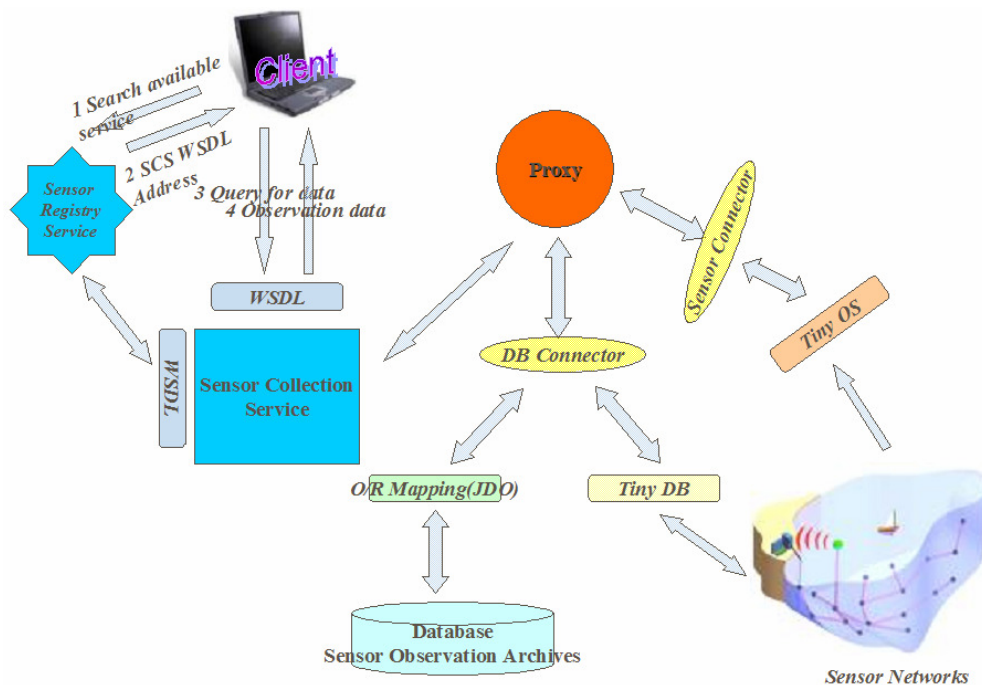 Client
1 Search available
service
2 SCS WSDL
Address
3 Query for data
4 Observation data
Sensor
Registry
Service
WSDL
WSDL
Sensor Collection
Service
Proxy
Sensor Connector
Tiny OS
DB Connector
O/R Mapping(JDO)
Tiny DB
Database
Sensor Observation Archives
Sensor Networks